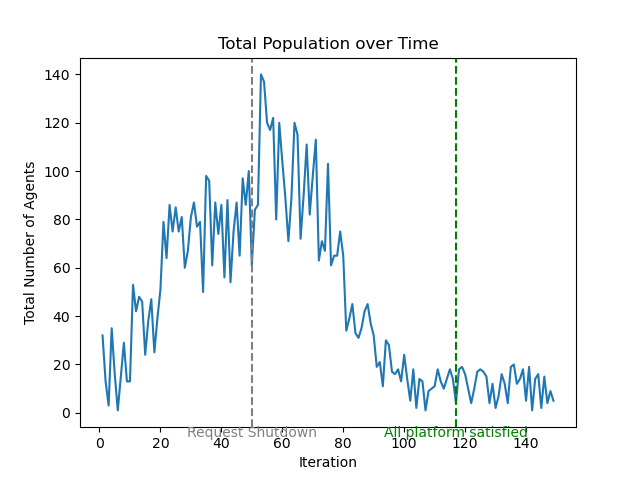 Total Population over Time
Total Number of Agents
140
120
100
80
60
40
20
0
0 20 40 60 80 100 120 140
Request Shutdown All platform satisfied
Iteration